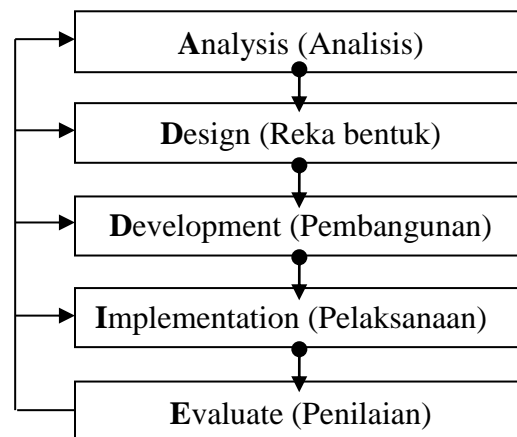 Analysis (Analisis)
Design (Reka bentuk)
Development (Pembangunan)
Implementation (Pelaksanaan)
Evaluate (Penilaian)